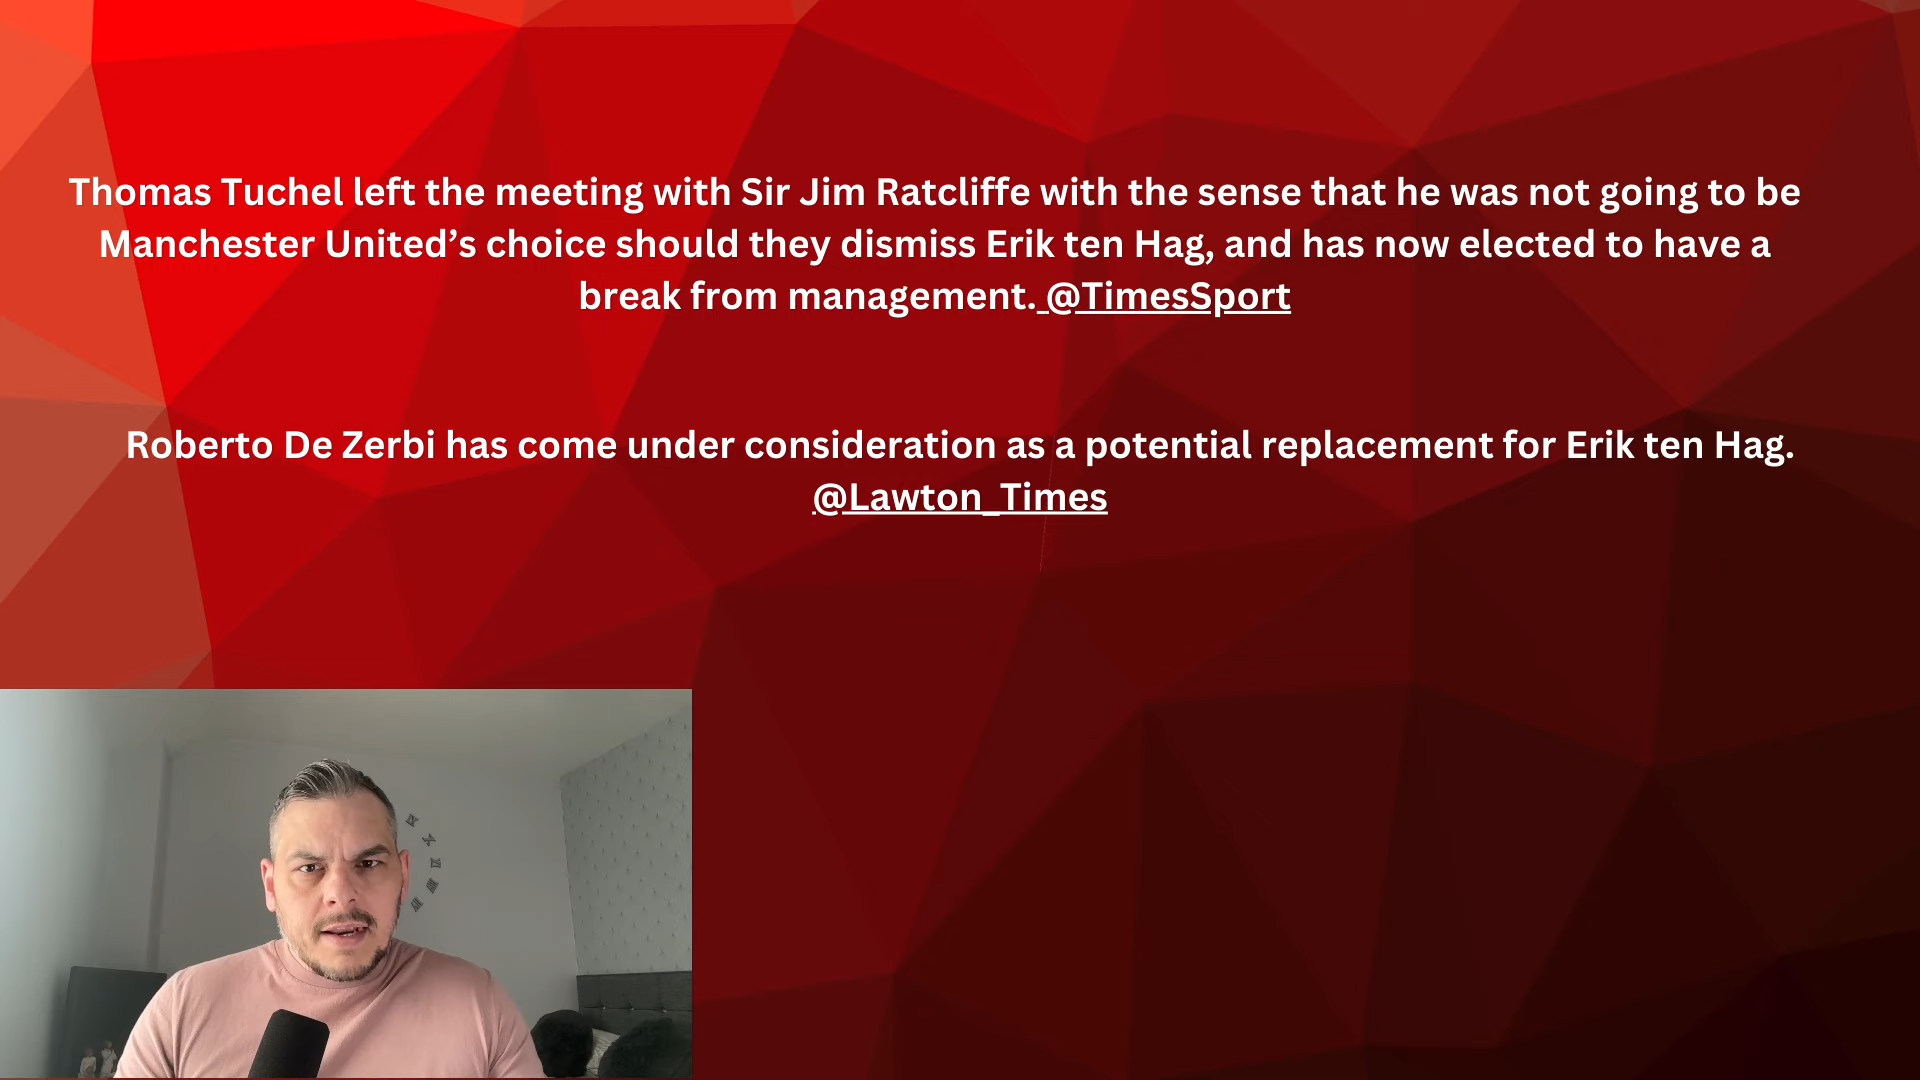 Thomas Tuchel left the meeting with Sir Jim Ratcliffe with the sense that he was not going to be
Manchester United’s choice should they dismiss Erik ten Hag, and has now elected to have a
break from management. @TimesSport
Roberto De Zerbi has come under consideration as a potential replacement for Erik ten Hag.
@Lawton_Times